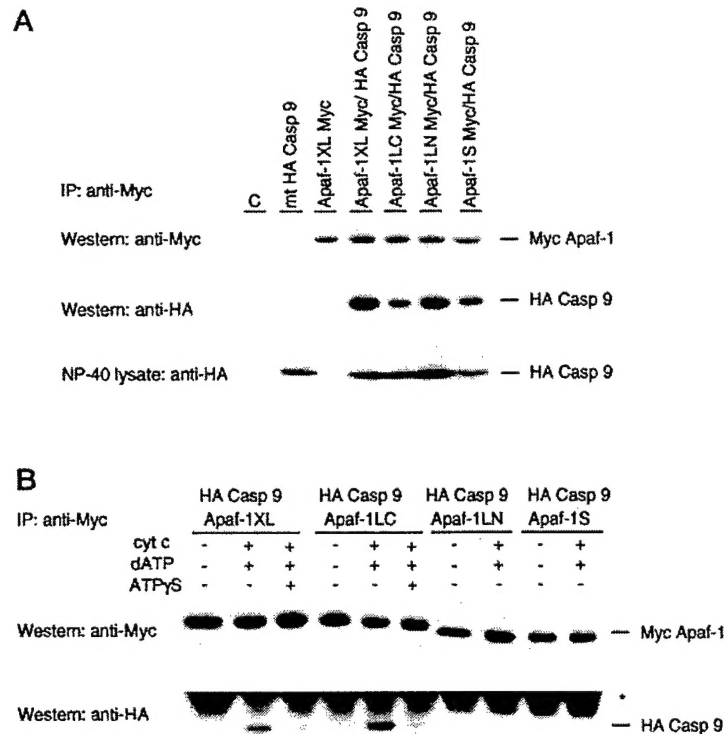 A
IP: anti-Myc
C
mt HA Casp 9
Apaf-1XL Myc
Apaf-1XL Myc/ HA Casp 9
Apaf-1LC Myc/HA Casp 9
Apaf-1LN Myc/HA Casp 9
Apaf-1S Myc/HA Casp 9
Western: anti-Myc — Myc Apaf-1
Western: anti-HA — HA Casp 9
NP-40 lysate: anti-HA — HA Casp 9
B
HA Casp 9 HA Casp 9 HA Casp 9 HA Casp 9
IP: anti-Myc Apaf-1XL Apaf-1LC Apaf-1LN Apaf-1S
cyt c - + + - + + - + - +
dATP - + + - + + - + - +
ATPγS - - + - - + - - - -
Western: anti-Myc — Myc Apaf-1
*
Western: anti-HA — HA Casp 9